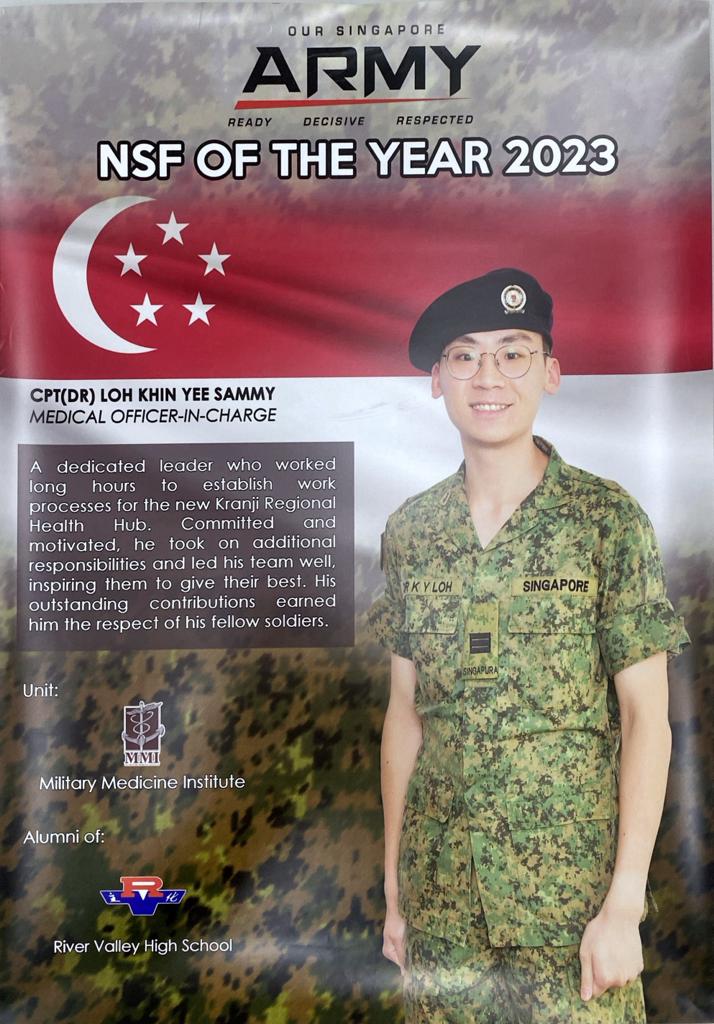 OUR SINGAPORE
ARMY
READY DECISIVE RESPECTED
NSF OF THE YEAR 2023
CPT(DR) LOH KHIN YEE SAMMY
MEDICAL OFFICER-IN-CHARGE
A dedicated leader who worked
long hours to establish work
processes for the new Kranji Regional
Health Hub. Committed and
motivated, he took on additional
responsibilities and led his team well,
inspiring them to give their best. His
outstanding contributions earned
him the respect of his fellow soldiers.
R K Y LOH
SINGAPORE
SINGAPURA
Unit:
MMI
Military Medicine Institute
Alumni of:
R
V
River Valley High School